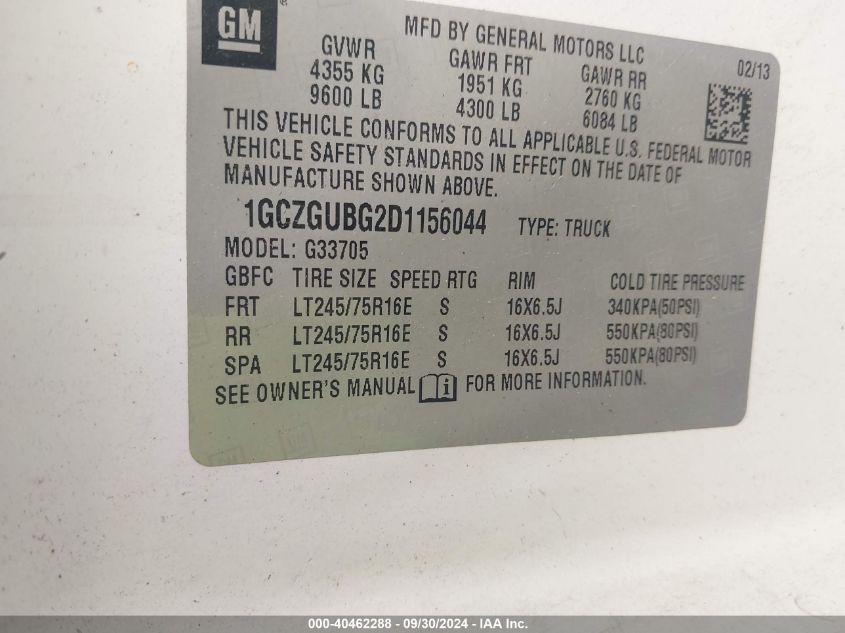 GM
®
MFD BY GENERAL MOTORS LLC
GVWR GAWR FRT GAWR RR 02/13
4355 KG 1951 KG 2760 KG
9600 LB 4300 LB 6084 LB
THIS VEHICLE CONFORMS TO ALL APPLICABLE U.S. FEDERAL MOTOR
VEHICLE SAFETY STANDARDS IN EFFECT ON THE DATE OF
MANUFACTURE SHOWN ABOVE.
1GCZGUBG2D1156044 TYPE: TRUCK
MODEL: G33705
GBFC TIRE SIZE SPEED RTG RIM COLD TIRE PRESSURE
FRT LT245/75R16E S 16X6.5J 340KPA(50PSI)
RR LT245/75R16E S 16X6.5J 550KPA(80PSI)
SPA LT245/75R16E S 16X6.5J 550KPA(80PSI)
SEE OWNER'S MANUAL i FOR MORE INFORMATION.
GM
000-40462288 - 09/30/2024 - IAA Inc.